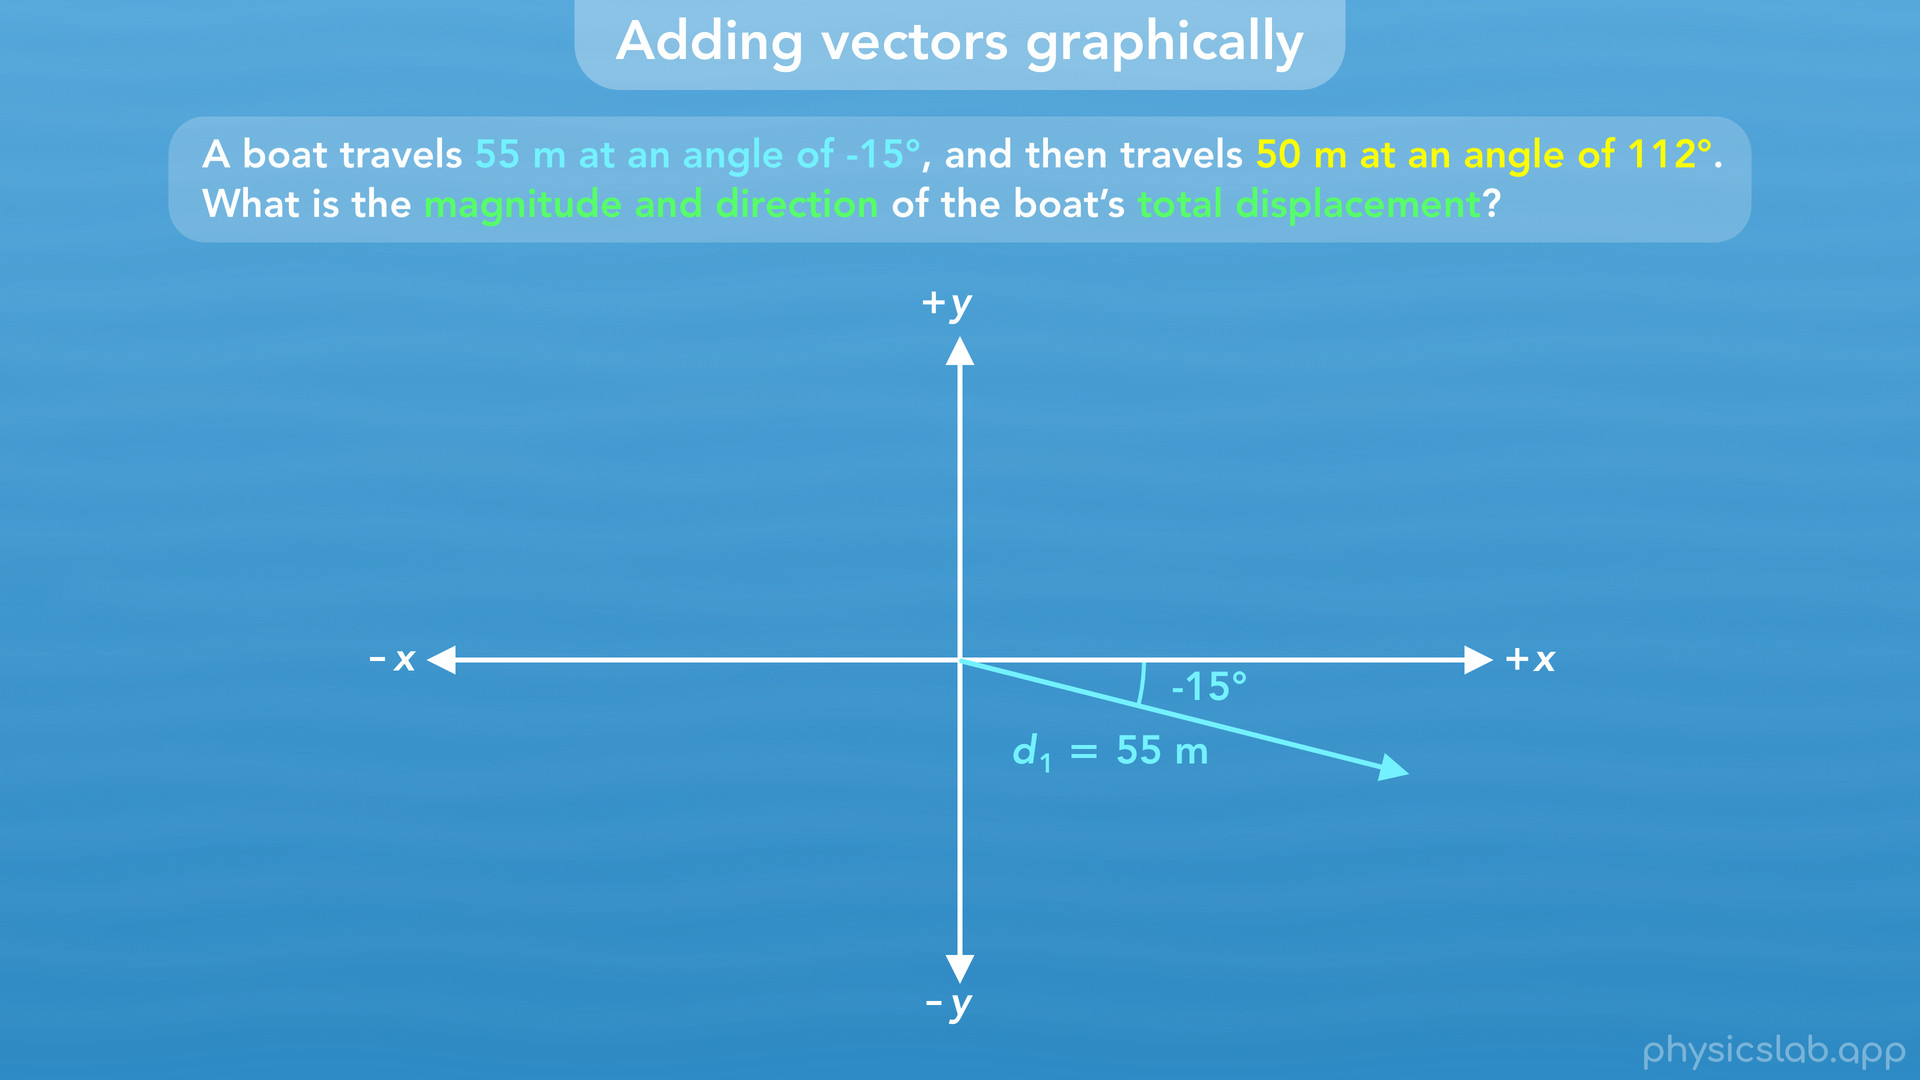 Adding vectors graphically
A boat travels 55 m at an angle of -15°, and then travels 50 m at an angle of 112°.
What is the magnitude and direction of the boat’s total displacement?
+y
-x
+x
-15°
d₁ = 55 m
-y
physicslab.app